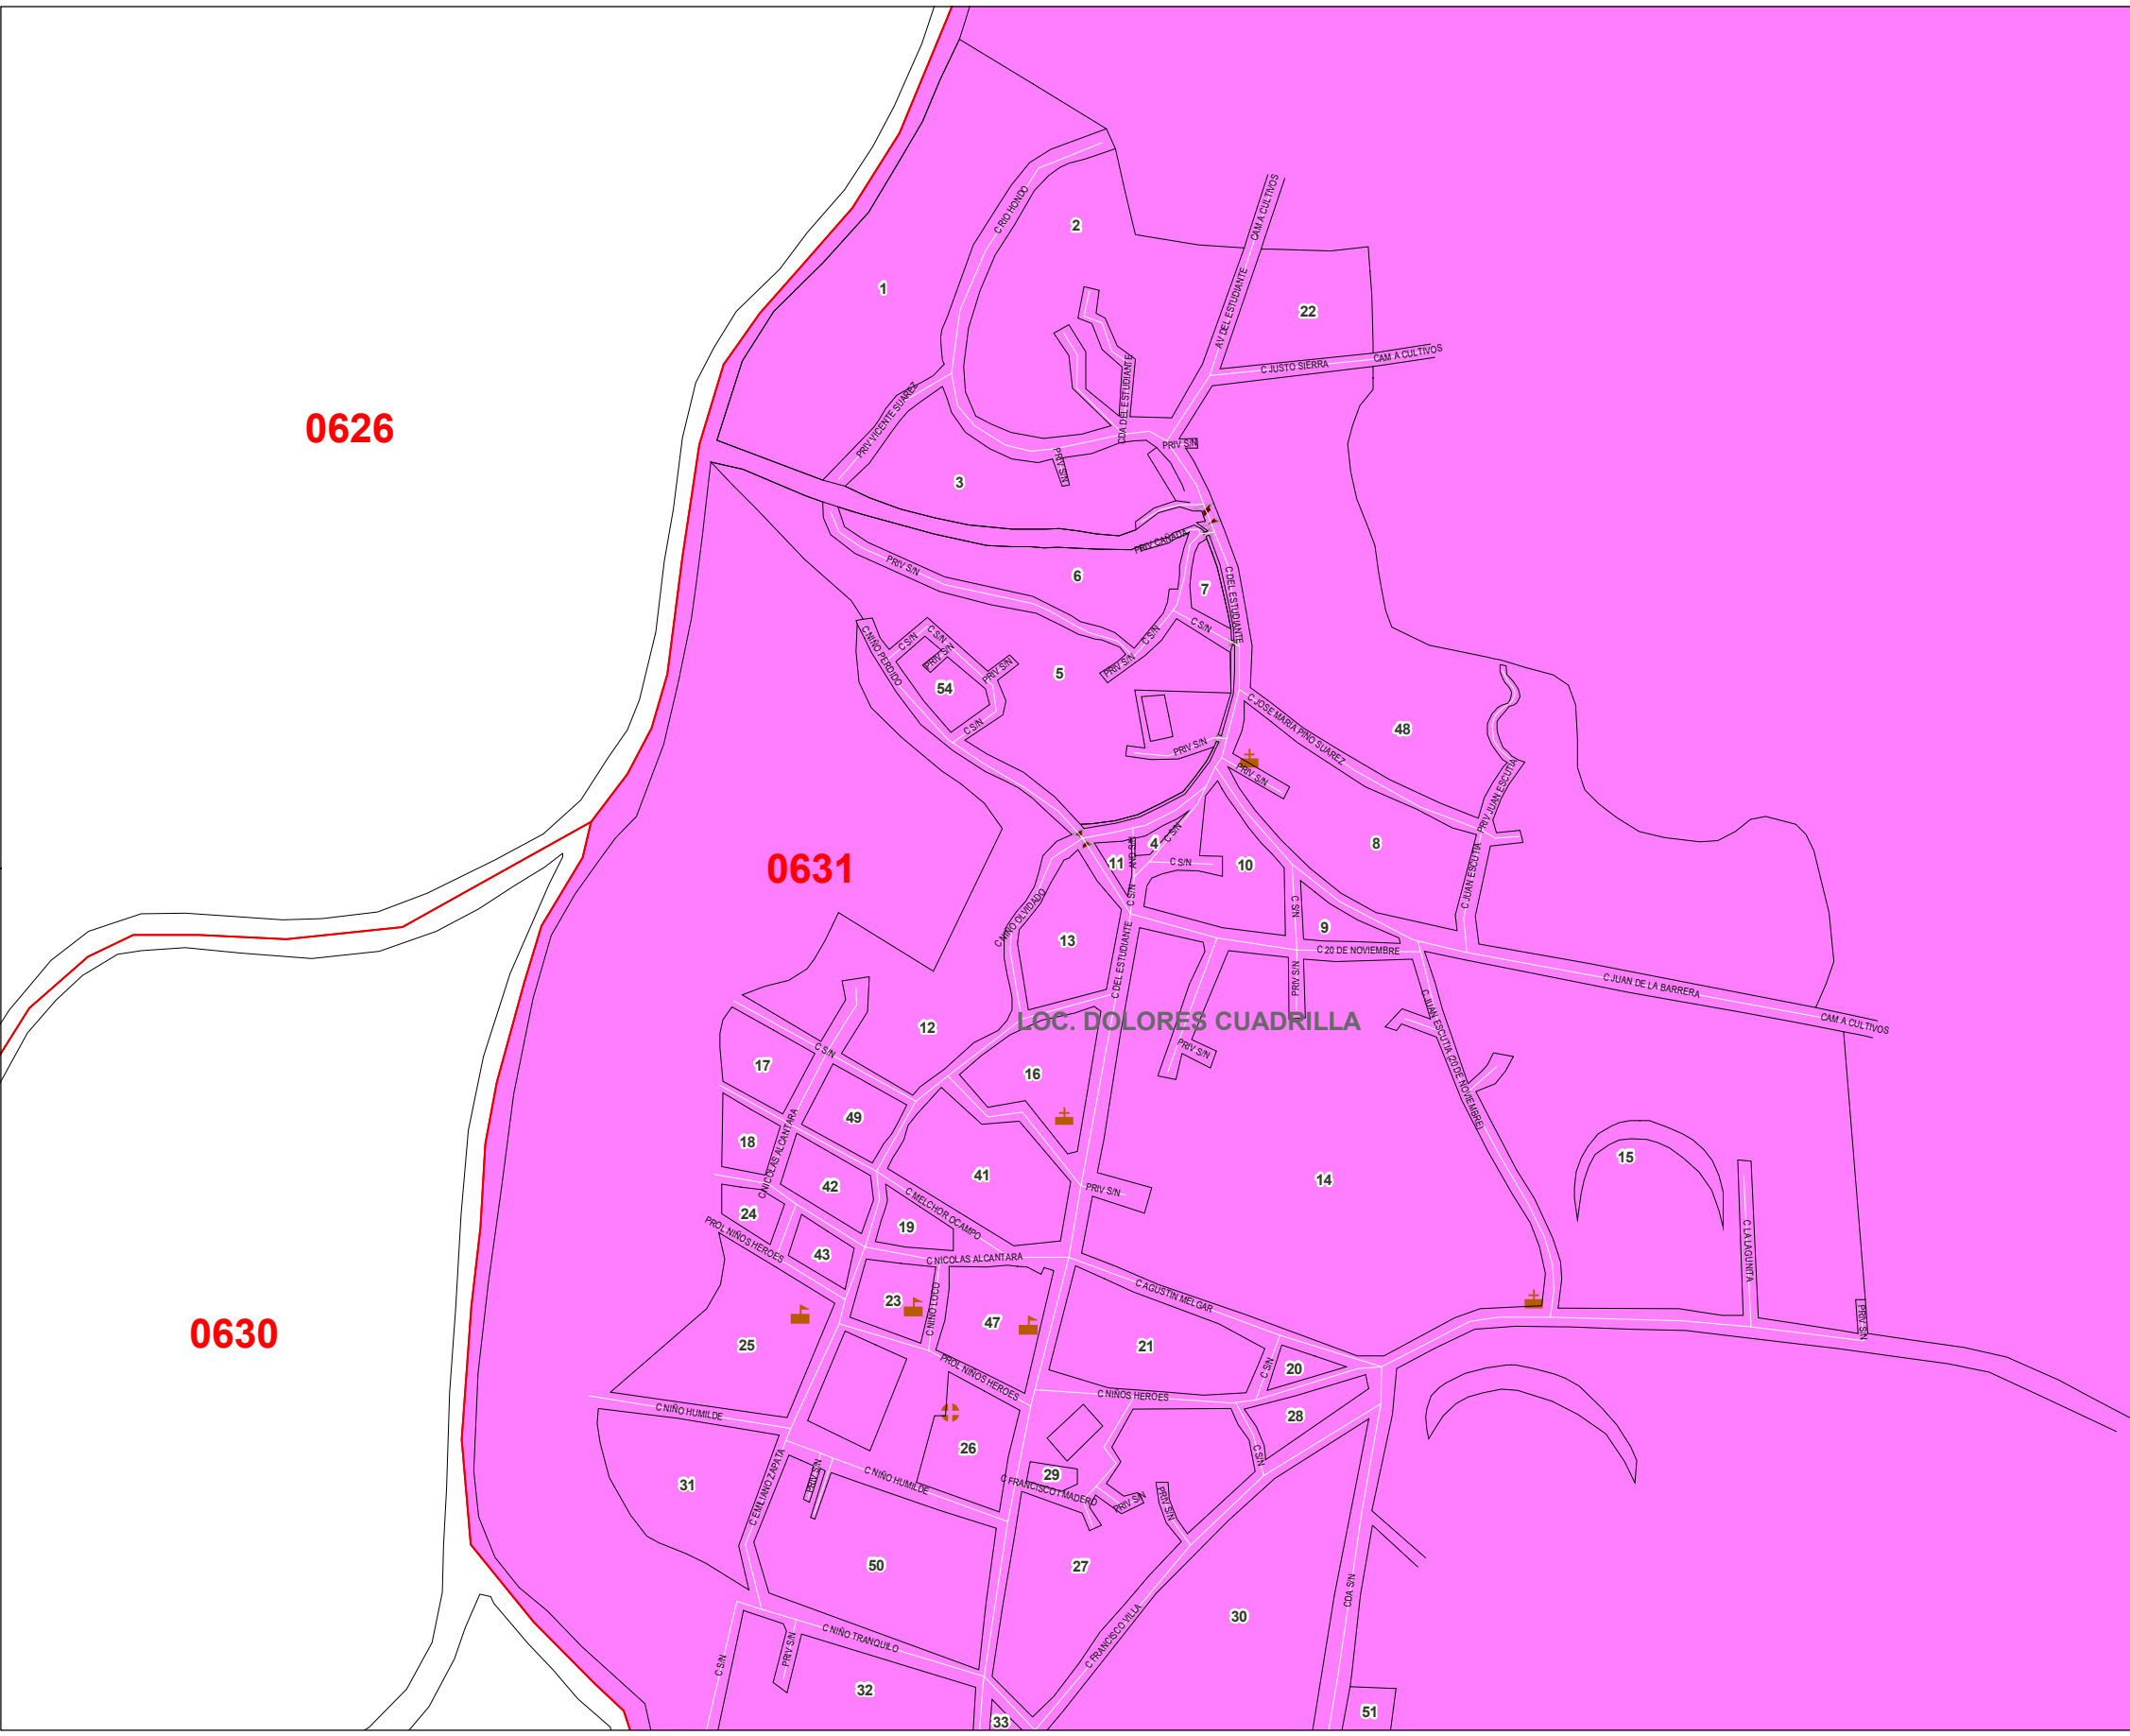 C RIO HONDO
2
CAM A CULTIVOS
1
AV DEL ESTUDIANTE
22
CAM A CULTIVOS
C JUSTO SIERRA
CDA DEL ESTUDIANTE
PRIV VICENTE SUAREZ
0626
PRIV S/N
PRIV S/N
3
PRIV CAÑADA
PRIV S/N
6
7
C DEL ESTUDIANTE
C S/N
C S/N
C NIÑO PERDIDO
C S/N
C S/N
PRIV S/N
PRIV S/N
PRIV S/N
5
54
C S/N
C JOSE MARIA PINO SUAREZ
48
PRIV S/N
PRIV S/N
PRIV JUAN ESCUTIA
0631
11
AND S/N
4
C S/N
C S/N
10
8
C JUAN ESCUTIA
C S/N
C S/N
C NIÑO OLVIDADO
13
9
C 20 DE NOVIEMBRE
C DEL ESTUDIANTE
PRIV S/N
C JUAN DE LA BARRERA
CAM A CULTIVOS
12
LOC. DOLORES CUADRILLA
C JUAN ESCUTIA (20 DE NOVIEMBRE)
C S/N
PRIV S/N
17
16
49
18
C NICOLAS ALCANTARA
15
41
14
42
PRIV S/N
C MELCHOR OCAMPO
24
19
PROL NIÑOS HEROES
43
C NICOLAS ALCANTARA
C LA LAGUNITA
C AGUSTIN MELGAR
23
C NIÑO LOCO
47
PRIV S/N
0630
25
21
PROL NIÑOS HEROES
C S/N
20
C NIÑOS HEROES
C NIÑO HUMILDE
28
26
C S/N
C EMILIANO ZAPATA
PRIV S/N
C NIÑO HUMILDE
29
C FRANCISCO I MADERO
PRIV S/N
PRIV S/N
31
50
27
CDA S/N
30
C FRANCISCO VILLA
C NIÑO TRANQUILO
PRIV S/N
C S/N
32
33
51